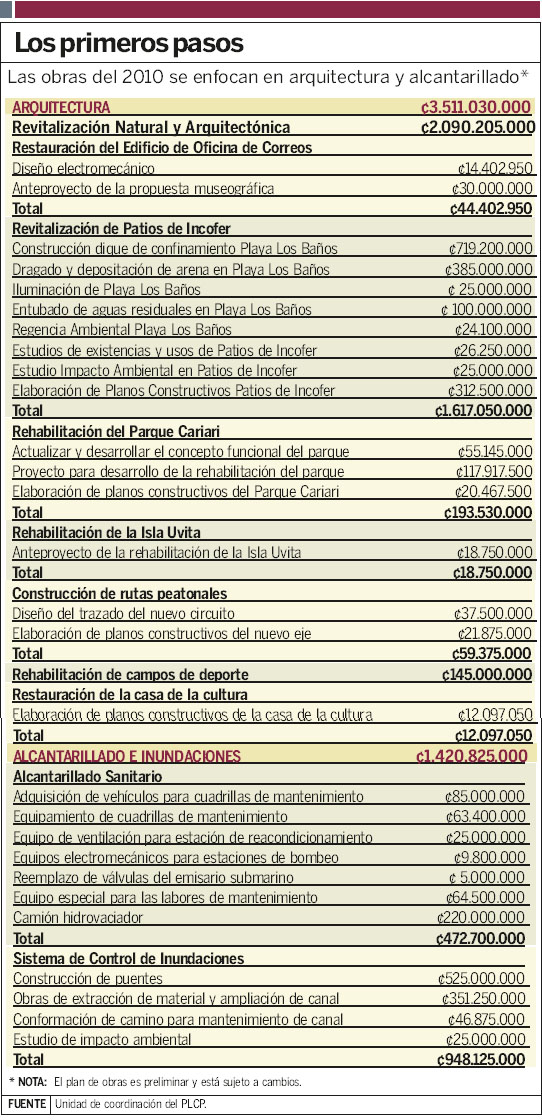 Los primeros pasos
Las obras del 2010 se enfocan en arquitectura y alcantarillado*
ARQUITECTURA ¢3.511.030.000
Revitalización Natural y Arquitectónica ¢2.090.205.000
Restauración del Edificio de Oficina de Correos
Diseño electromecánico ¢14.402.950
Anteproyecto de la propuesta museográfica ¢30.000.000
Total ¢44.402.950
Revitalización de Patios de Incofer
Construcción dique de confinamiento Playa Los Baños ¢719.200.000
Dragado y depositación de arena en Playa Los Baños ¢385.000.000
Iluminación de Playa Los Baños ¢ 25.000.000
Entubado de aguas residuales en Playa Los Baños ¢ 100.000.000
Regencia Ambiental Playa Los Baños ¢24.100.000
Estudios de existencias y usos de Patios de Incofer ¢26.250.000
Estudio Impacto Ambiental en Patios de Incofer ¢25.000.000
Elaboración de Planos Constructivos Patios de Incofer ¢312.500.000
Total ¢1.617.050.000
Rehabilitación del Parque Cariari
Actualizar y desarrollar el concepto funcional del parque ¢55.145.000
Proyecto para desarrollo de la rehabilitación del parque ¢117.917.500
Elaboración de planos constructivos del Parque Cariari ¢20.467.500
Total ¢193.530.000
Rehabilitación de la Isla Uvita
Anteproyecto de la rehabilitación de la Isla Uvita ¢18.750.000
Total ¢18.750.000
Construcción de rutas peatonales
Diseño del trazado del nuevo circuito ¢37.500.000
Elaboración de planos constructivos del nuevo eje ¢21.875.000
Total ¢59.375.000
Rehabilitación de campos de deporte ¢145.000.000
Restauración de la casa de la cultura
Elaboración de planos constructivos de la casa de la cultura ¢12.097.050
Total ¢12.097.050
ALCANTARILLADO E INUNDACIONES ¢1.420.825.000
Alcantarillado Sanitario
Adquisición de vehículos para cuadrillas de mantenimiento ¢85.000.000
Equipamiento de cuadrillas de mantenimiento ¢63.400.000
Equipo de ventilación para estación de reacondicionamiento ¢25.000.000
Equipos electromecánicos para estaciones de bombeo ¢9.800.000
Reemplazo de válvulas del emisario submarino ¢ 5.000.000
Equipo especial para las labores de mantenimiento ¢64.500.000
Camión hidrovaciador ¢220.000.000
Total ¢472.700.000
Sistema de Control de Inundaciones
Construcción de puentes ¢525.000.000
Obras de extracción de material y ampliación de canal ¢351.250.000
Conformación de camino para mantenimiento de canal ¢46.875.000
Estudio de impacto ambiental ¢25.000.000
Total ¢948.125.000
* NOTA: El plan de obras es preliminar y está sujeto a cambios.
FUENTE Unidad de coordinación del PLCP.